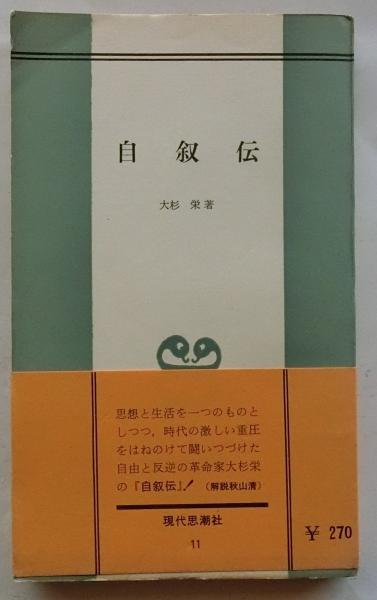 自叙伝
大杉 栄 著
思想と生活を一つのものと
しつつ，時代の激しい重圧
をはねのけて闘いつづけた
自由と反逆の革命家大杉栄
の『自叙伝』！（解説秋山清）
現代思潮社
11
¥ 270